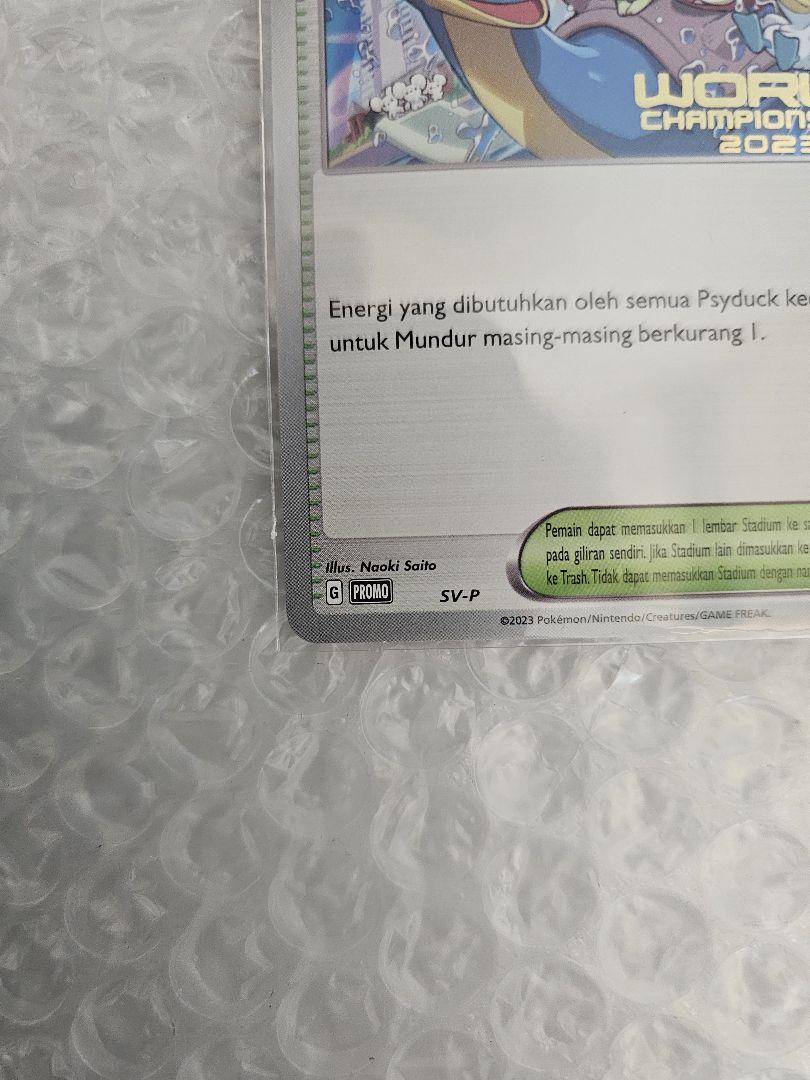 WORL
CHAMPIONS
2023
Energi yang dibutuhkan oleh semua Psyduck ke
untuk Mundur masing-masing berkurang 1.
Pemain dapat memasukkan 1 lembar Stadium ke sa
pada giliran sendiri. Jika Stadium lain dimasukkan ke
ke Trash. Tidak dapat memasukkan Stadium dengan na
Illus. Naoki Saito
G PROMO SV-P
©2023 Pokémon/Nintendo/Creatures/GAME FREAK.